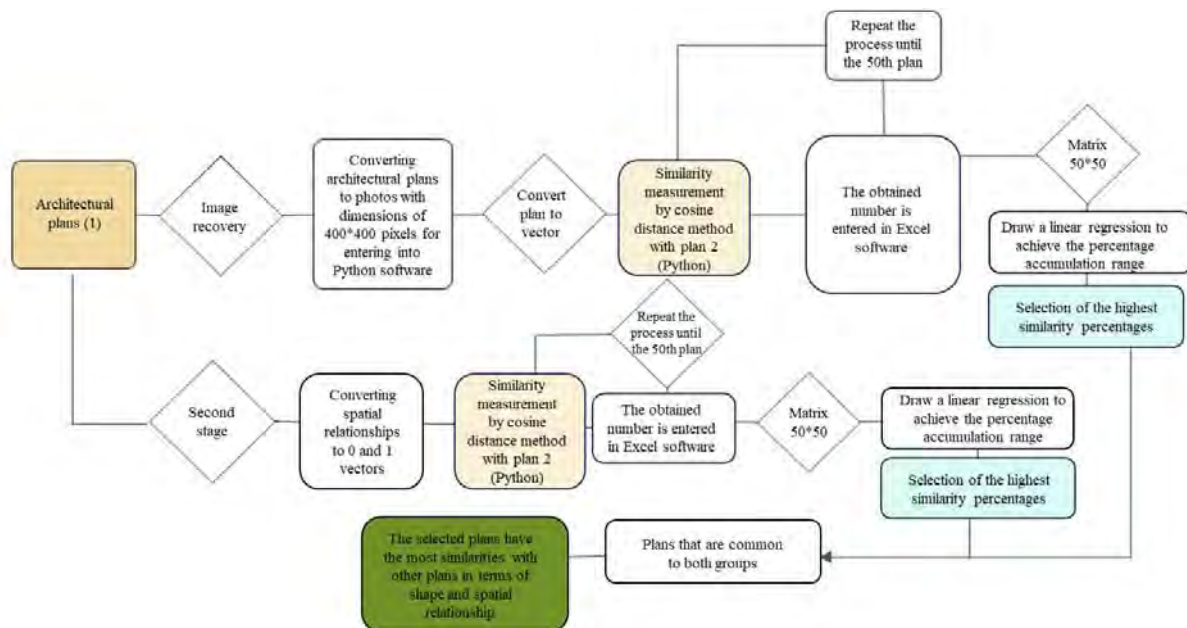 Repeat the
process until
the 50th plan
Architectural
plans (1)
Image
recovery
Converting
architectural plans
to photos with
dimensions of
400*400 pixels for
entering into
Python software
Convert
plan to
vector
Similarity
measurement
by cosine
distance method
with plan 2
(Python)
The obtained
number is
entered in Excel
software
Matrix
50*50
Draw a linear regression to
achieve the percentage
accumulation range
Selection of the highest
similarity percentages
Second
stage
Converting
spatial
relationships
to 0 and 1
vectors
Similarity
measurement
by cosine
distance method
with plan 2
(Python)
Repeat the
process until
the 50th plan
The obtained
number is entered
in Excel software
Matrix
50*50
Draw a linear regression to
achieve the percentage
accumulation range
Selection of the highest
similarity percentages
Plans that are common
to both groups
The selected plans have
the most similarities with
other plans in terms of
shape and spatial
relationship